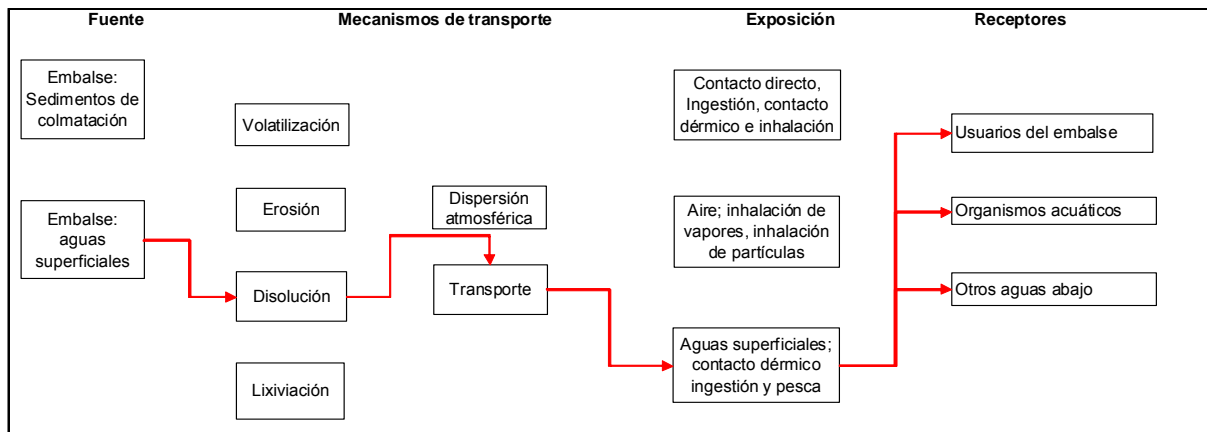 Fuente
Mecanismos de transporte
Exposición
Receptores
Embalse:
Sedimentos de
colmatación
Embalse:
aguas
superficiales
Volatilización
Erosión
Disolución
Lixiviación
Dispersión
atmosférica
Transporte
Contacto directo,
Ingestión, contacto
dérmico e inhalación
Aire; inhalación de
vapores, inhalación
de partículas
Aguas superficiales;
contacto dérmico
ingestión y pesca
Usuarios del embalse
Organismos acuáticos
Otros aguas abajo